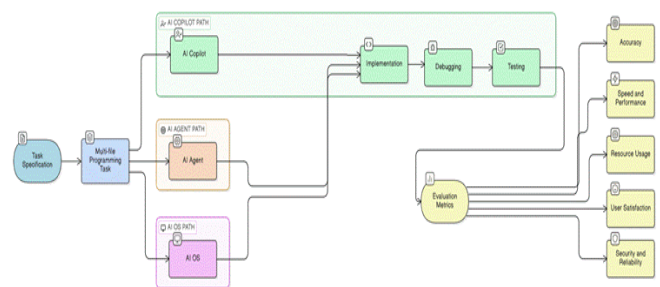 AI COPILOT PATH
AI Copilot
Implementation
Debugging
Testing
Task
Specification
Multi-file
Programming
Task
AI AGENT PATH
AI Agent
AI OS PATH
AI OS
Evaluation
Metrics
Accuracy
Speed and
Performance
Resource Usage
User Satisfaction
Security and
Reliability